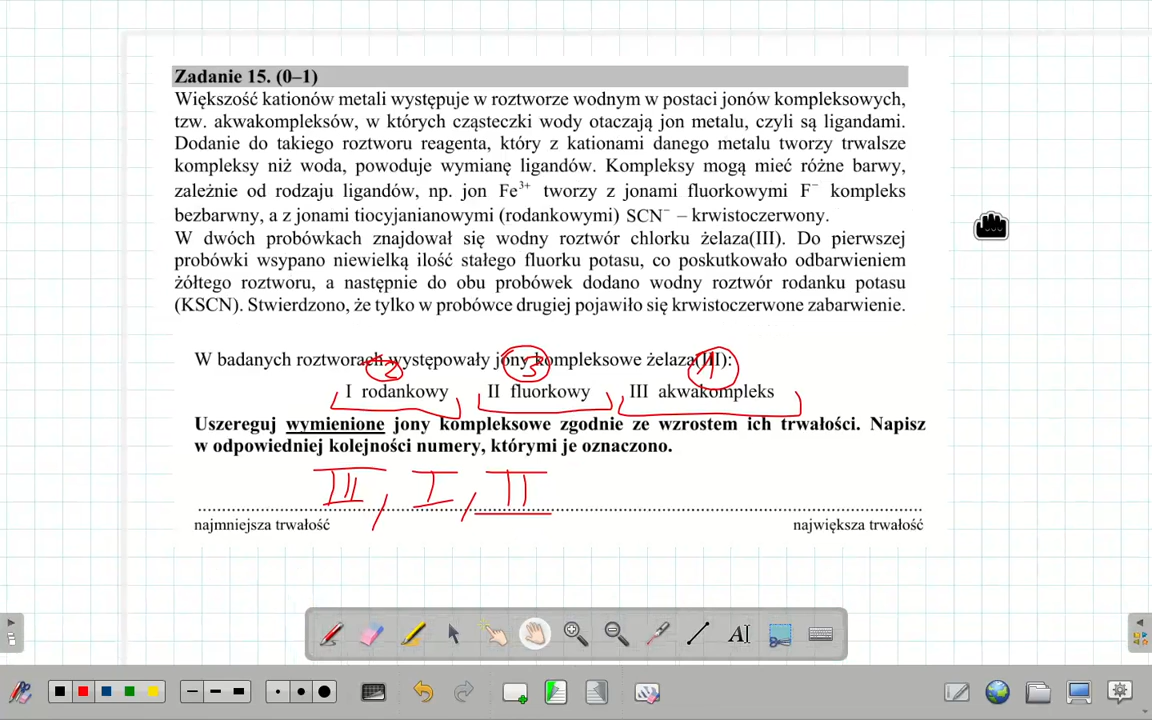 Zadanie 15. (0–1)
Większość kationów metali występuje w roztworze wodnym w postaci jonów kompleksowych,
tzw. akwakompleksów, w których cząsteczki wody otaczają jon metalu, czyli są ligandami.
Dodanie do takiego roztworu reagenta, który z kationami danego metalu tworzy trwalsze
kompleksy niż woda, powoduje wymianę ligandów. Kompleksy mogą mieć różne barwy,
zależnie od rodzaju ligandów, np. jon Fe³⁺ tworzy z jonami fluorkowymi F⁻ kompleks
bezbarwny, a z jonami tiocyjanianowymi (rodankowymi) SCN⁻ – krwistoczerwony.
W dwóch probówkach znajdował się wodny roztwór chlorku żelaza(III). Do pierwszej
probówki wsypano niewielką ilość stałego fluorku potasu, co poskutkowało odbarwieniem
żółtego roztworu, a następnie do obu probówek dodano wodny roztwór rodanku potasu
(KSCN). Stwierdzono, że tylko w probówce drugiej pojawiło się krwistoczerwone zabarwienie.
W badanych roztworach występowały jony kompleksowe żelaza(III):
2 3 1
I rodankowy II fluorkowy III akwakompleks
Uszereguj wymienione jony kompleksowe zgodnie ze wzrostem ich trwałości. Napisz
w odpowiedniej kolejności numery, którymi je oznaczono.
III, I, II
najmniejsza trwałość największa trwałość
A